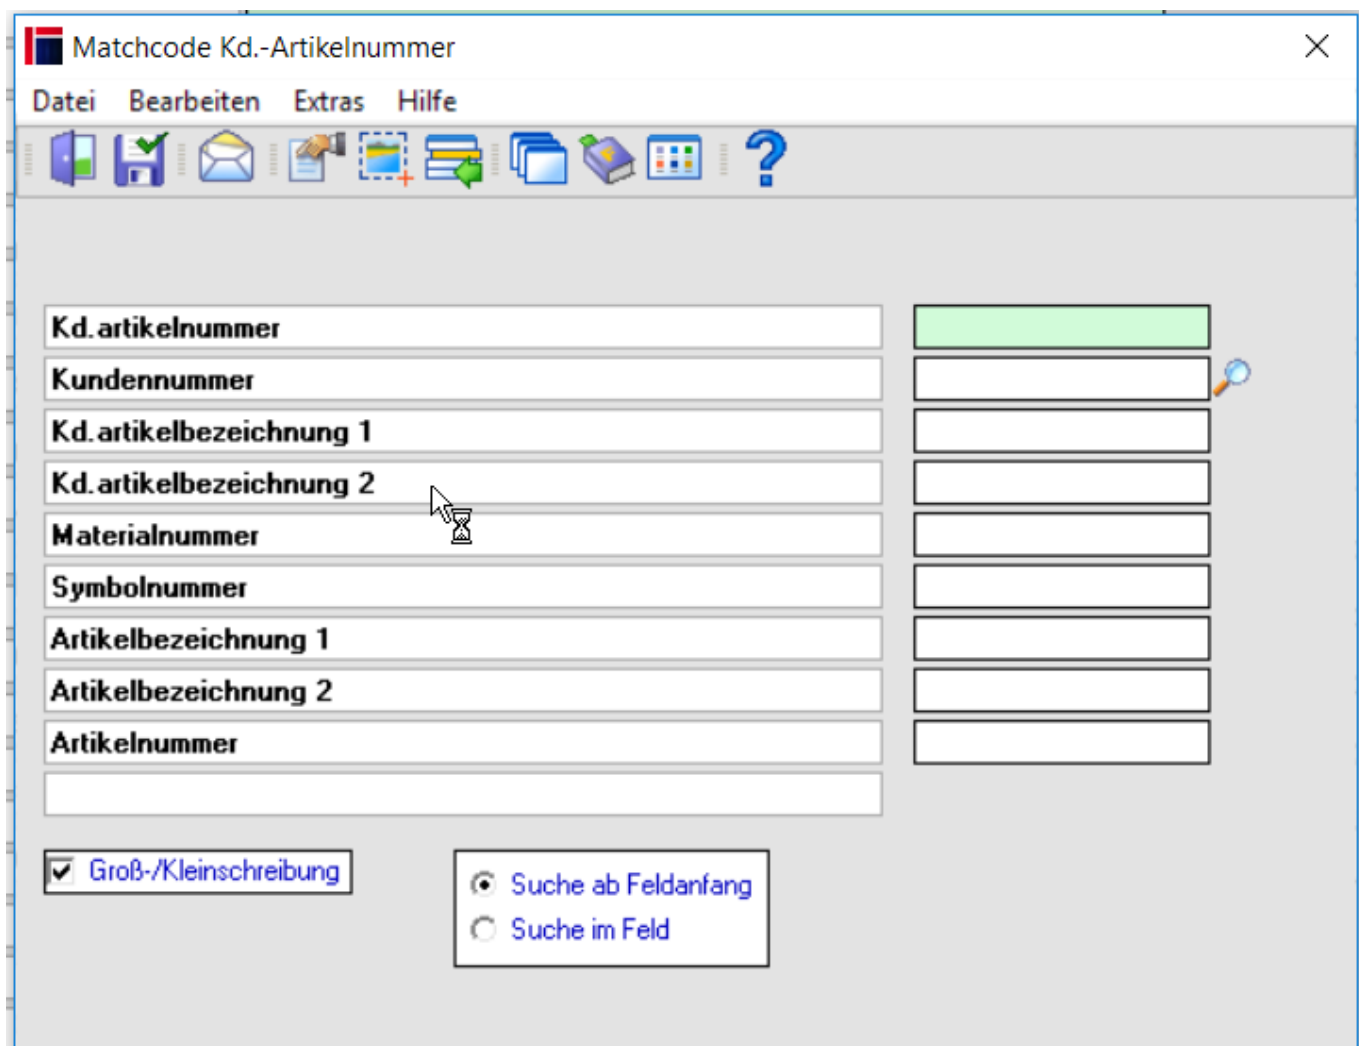 Matchcode Kd.-Artikelnummer
Datei Bearbeiten Extras Hilfe
Kd.artikelnummer
Kundennummer
Kd.artikelbezeichnung 1
Kd.artikelbezeichnung 2
Materialnummer
Symbolnummer
Artikelbezeichnung 1
Artikelbezeichnung 2
Artikelnummer
Groß-/Kleinschreibung
Suche ab Feldanfang
Suche im Feld